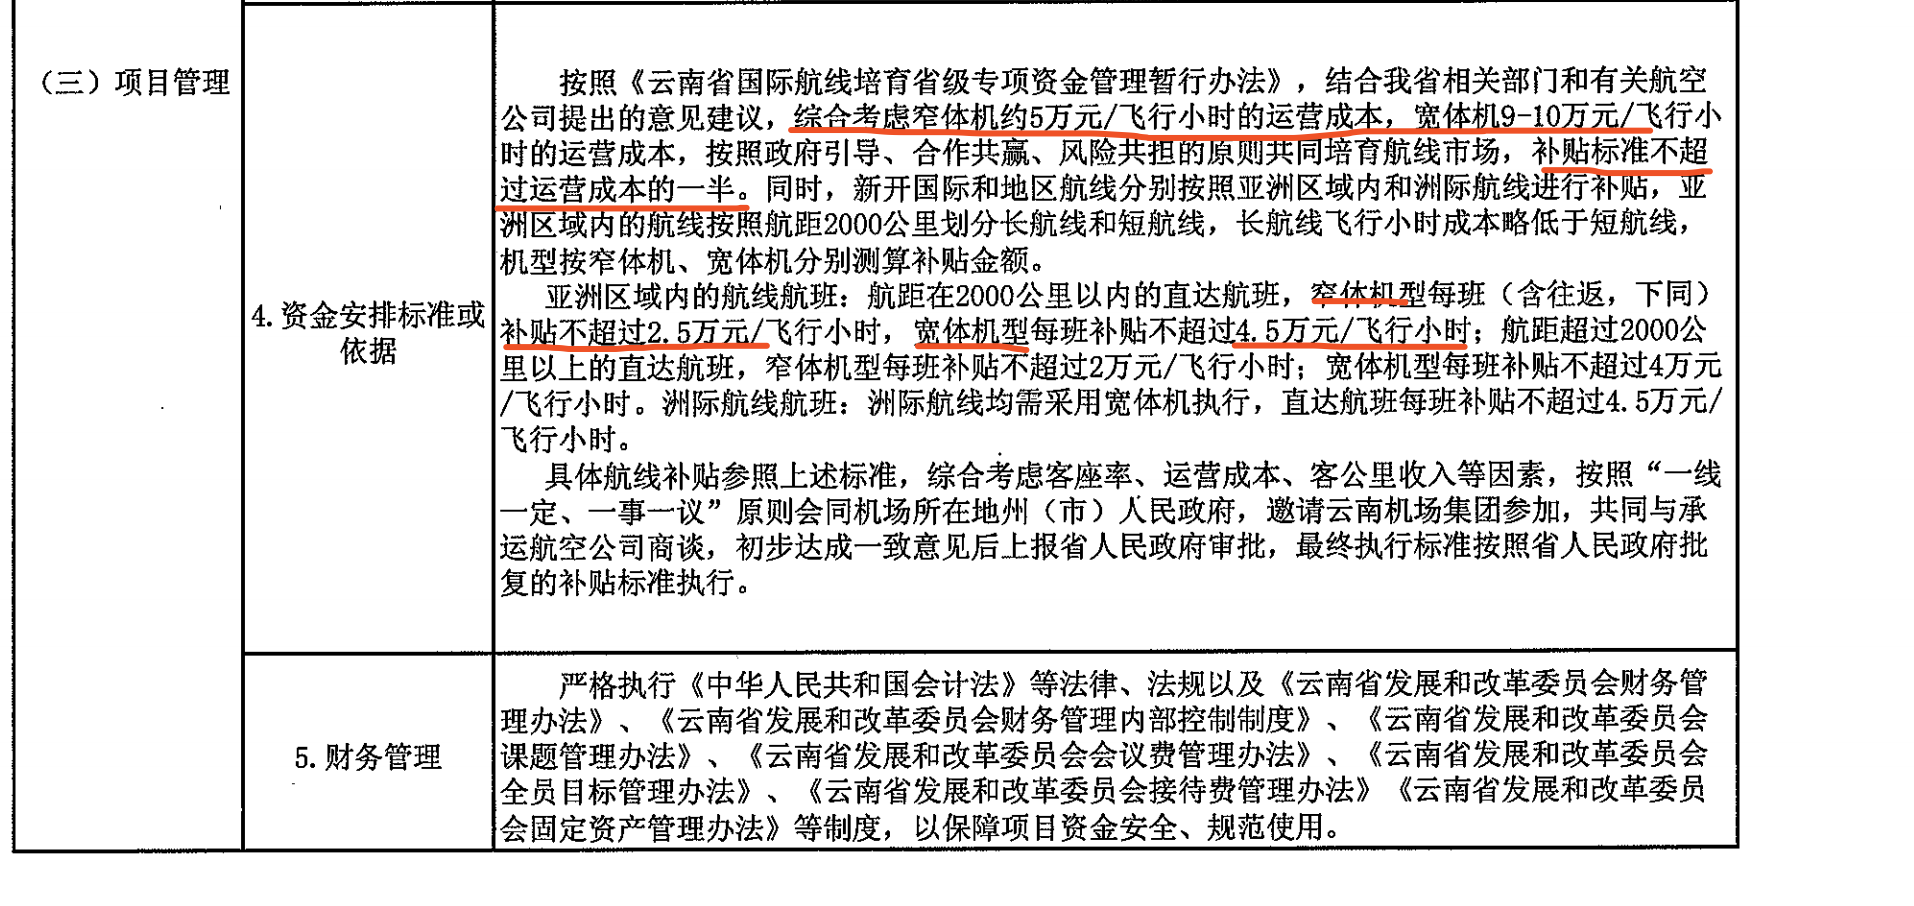 （三）项目管理
4.资金安排标准或
依据
按照《云南省国际航线培育省级专项资金管理暂行办法》，结合我省相关部门和有关航空
公司提出的意见建议，综合考虑窄体机约5万元/飞行小时的运营成本，宽体机9-10万元/飞行小
时的运营成本，按照政府引导、合作共赢、风险共担的原则共同培育航线市场，补贴标准不超
过运营成本的一半。同时，新开国际和地区航线分别按照亚洲区域内和洲际航线进行补贴，亚
洲区域内的航线按照航距2000公里划分长航线和短航线，长航线飞行小时成本略低于短航线，
机型按窄体机、宽体机分别测算补贴金额。
亚洲区域内的航线航班：航距在2000公里以内的直达航班，窄体机型每班（含往返，下同）
补贴不超过2.5万元/飞行小时，宽体机型每班补贴不超过4.5万元/飞行小时；航距超过2000公
里以上的直达航班，窄体机型每班补贴不超过2万元/飞行小时；宽体机型每班补贴不超过4万元
/飞行小时。洲际航线航班：洲际航线均需采用宽体机执行，直达航班每班补贴不超过4.5万元/
飞行小时。
具体航线补贴参照上述标准，综合考虑客座率、运营成本、客公里收入等因素，按照“一线
一定、一事一议”原则会同机场所在地州（市）人民政府，邀请云南机场集团参加，共同与承
运航空公司商谈，初步达成一致意见后上报省人民政府审批，最终执行标准按照省人民政府批
复的补贴标准执行。
5.财务管理
严格执行《中华人民共和国会计法》等法律、法规以及《云南省发展和改革委员会财务管
理办法》、《云南省发展和改革委员会财务管理内部控制制度》、《云南省发展和改革委员会
课题管理办法》、《云南省发展和改革委员会会议费管理办法》、《云南省发展和改革委员会
全员目标管理办法》、《云南省发展和改革委员会接待费管理办法》《云南省发展和改革委员
会固定资产管理办法》等制度，以保障项目资金安全、规范使用。